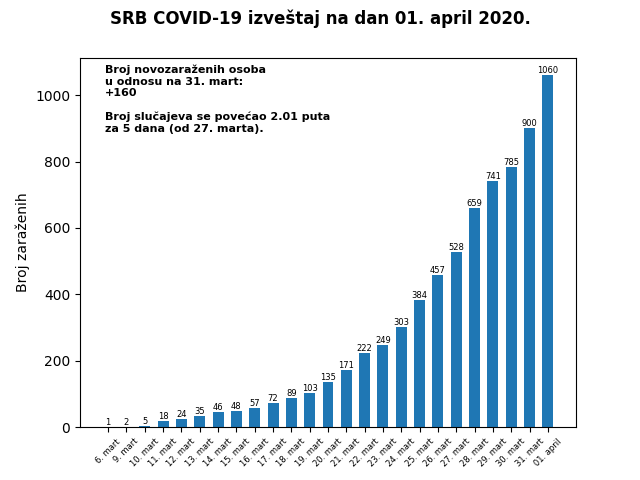 SRB COVID-19 izveštaj na dan 01. april 2020.
Broj novozaraženih osoba
u odnosu na 31. mart:
+160
Broj slučajeva se povećao 2.01 puta
za 5 dana (od 27. marta).
Broj zaraženih
1000
800
600
400
200
0
1 2 5 18 24 35 46 48 57 72 89 103 135 171 222 249 303 384 457 528 659 741 785 900 1060
6. mart 9. mart 10. mart 11. mart 12. mart 13. mart 14. mart 15. mart 16. mart 17. mart 18. mart 19. mart 20. mart 21. mart 22. mart 23. mart 24. mart 25. mart 26. mart 27. mart 28. mart 29. mart 30. mart 31. mart 01. april